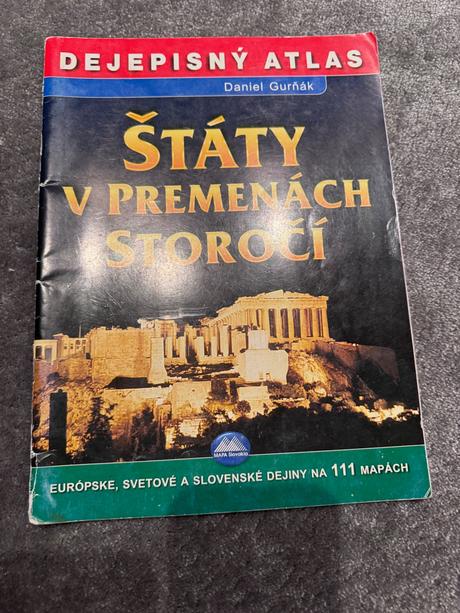 DEJEPISNÝ ATLAS
Daniel Gurňák
ŠTÁTY
V PREMENÁCH
STOROČÍ
MAPA Slovakia
EURÓPSKE, SVETOVÉ A SLOVENSKÉ DEJINY NA 111 MAPÁCH